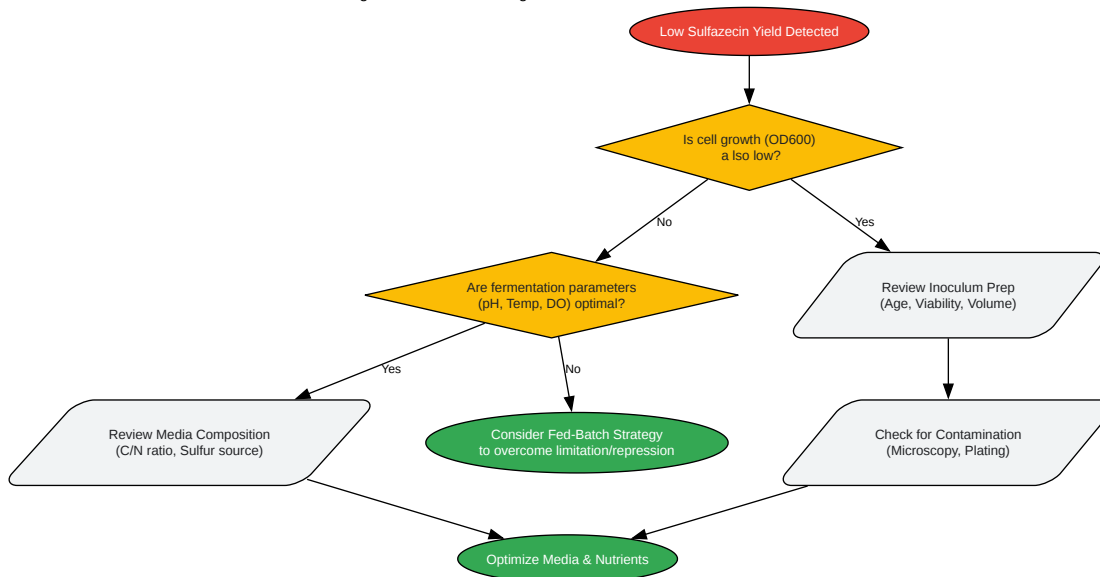 Low Sulfazecin Yield Detected
Is cell growth (OD600)
a lso low?
No
Yes
Are fermentation parameters
(pH, Temp, DO) optimal?
Review Inoculum Prep
(Age, Viability, Volume)
Yes
No
Review Media Composition
(C/N ratio, Sulfur source)
Consider Fed-Batch Strategy
to overcome limitation/repression
Check for Contamination
(Microscopy, Plating)
Optimize Media & Nutrients